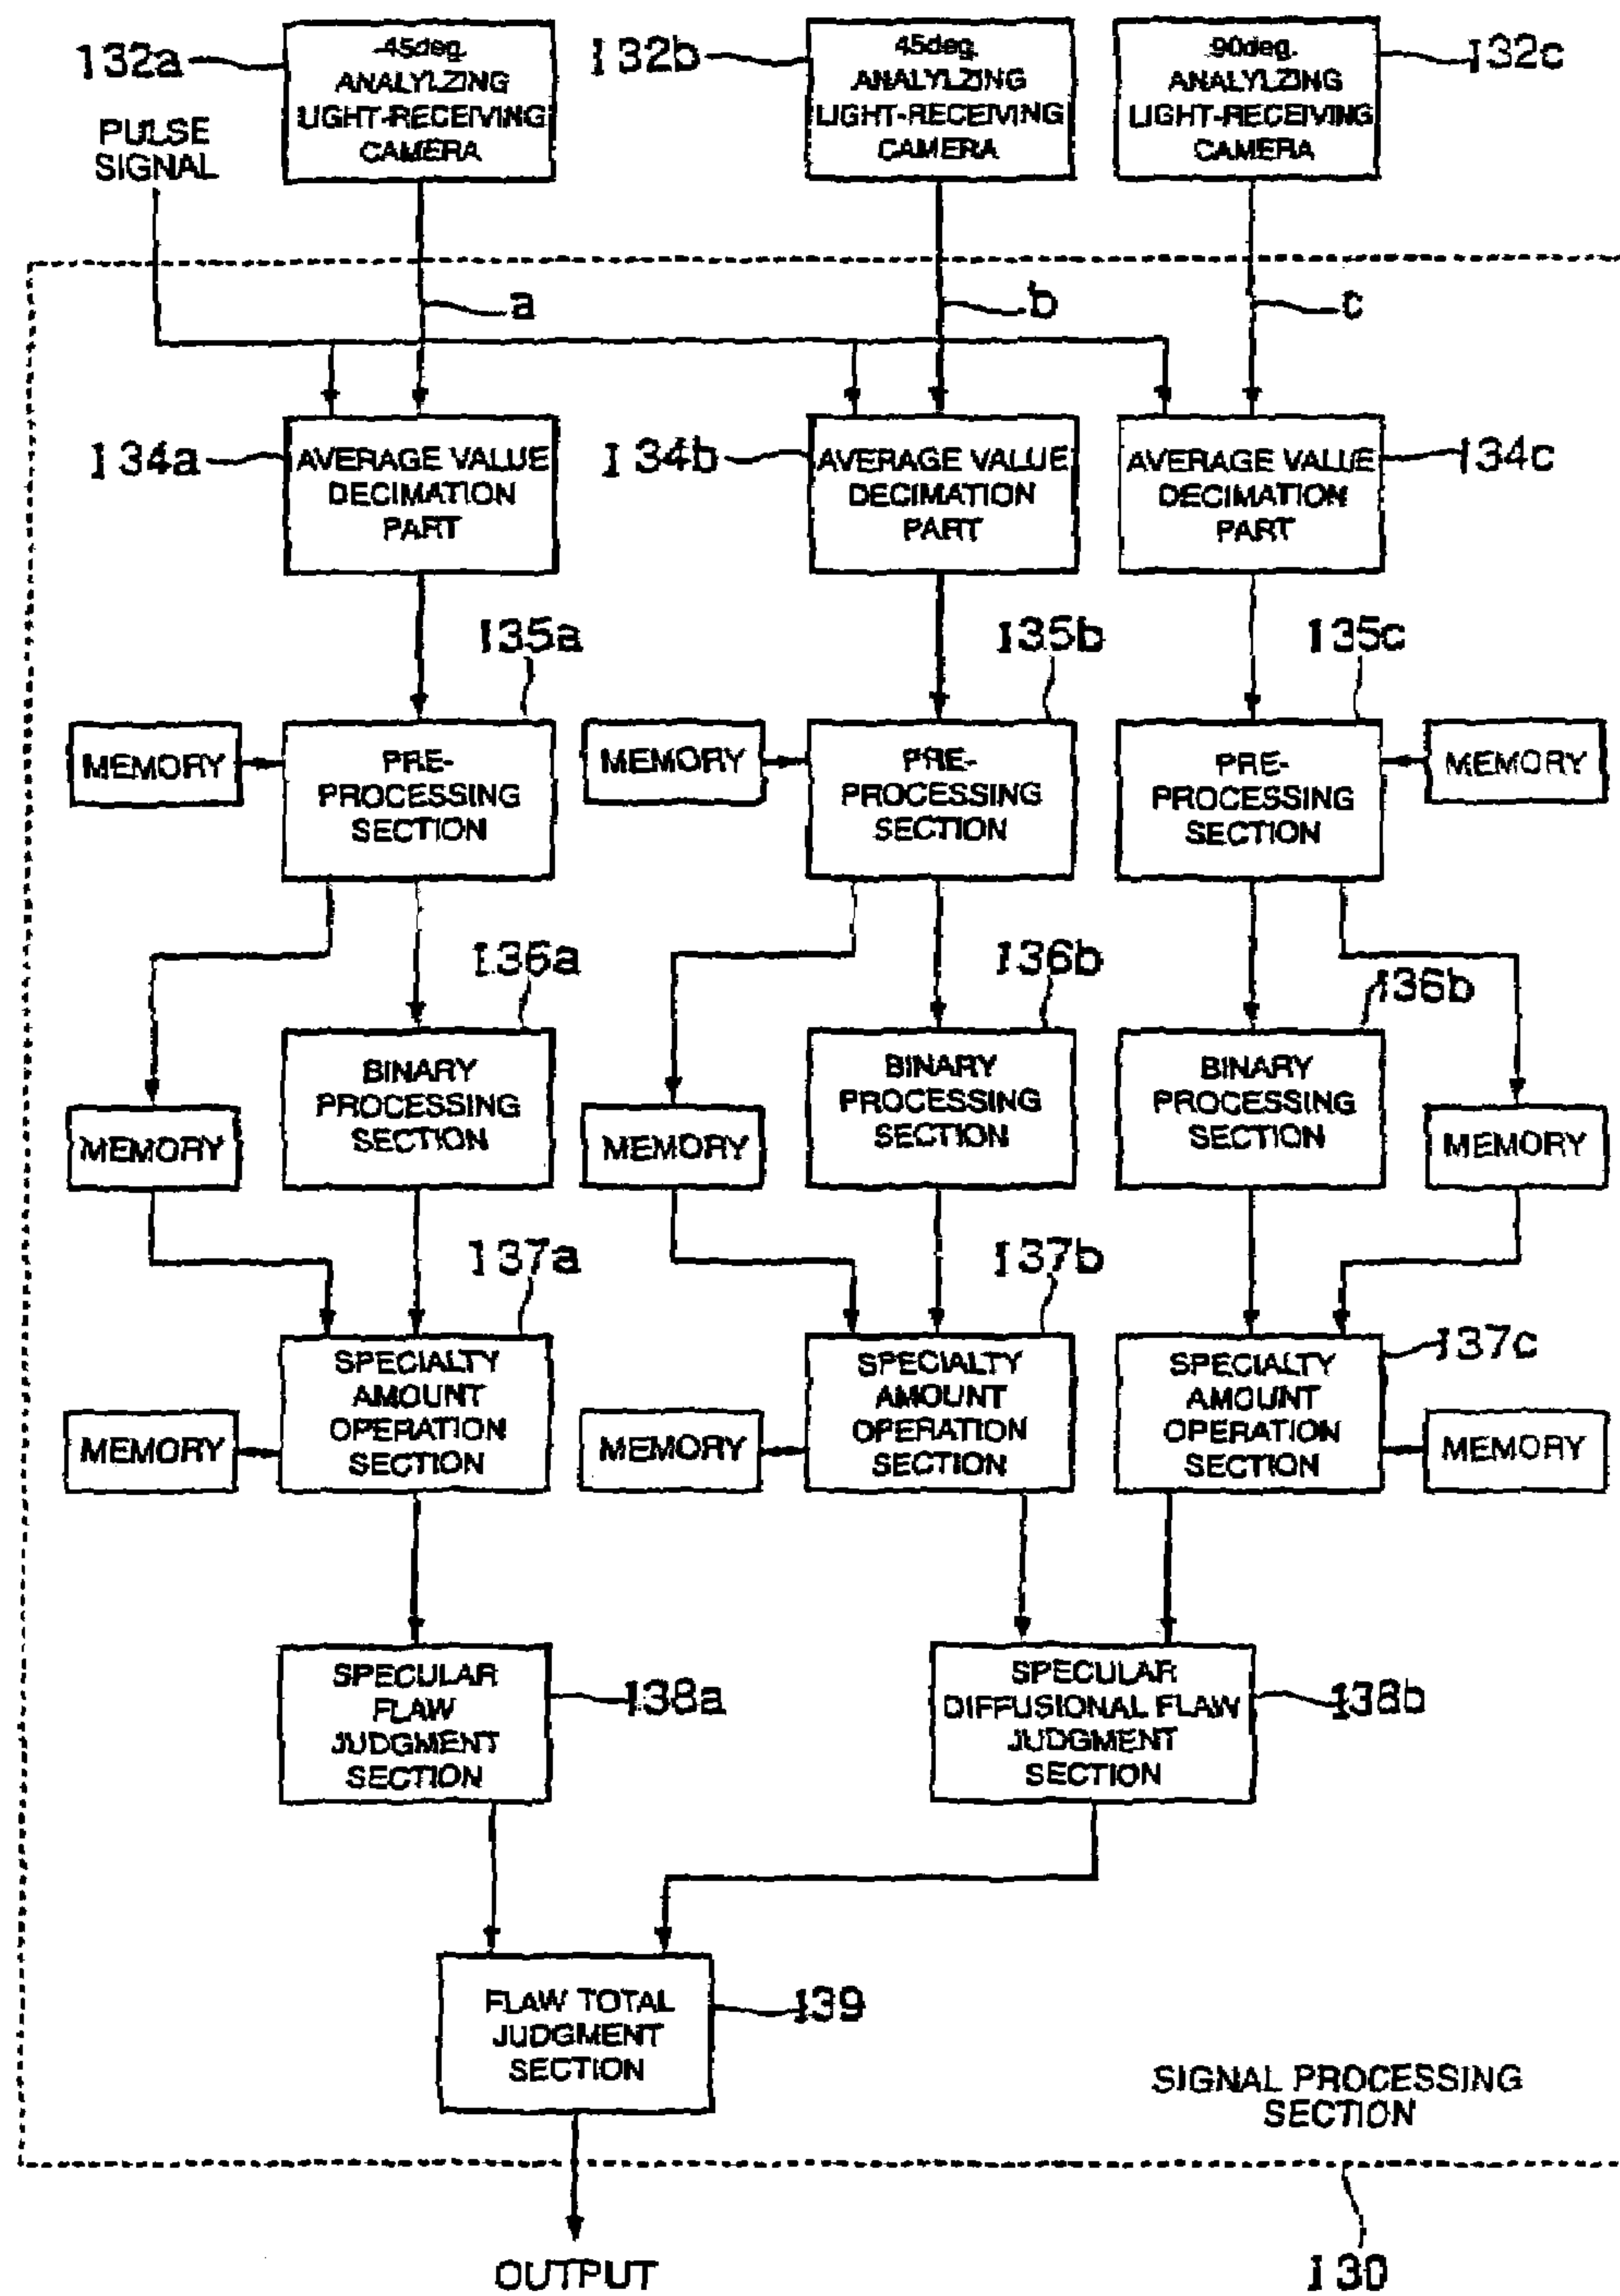 132a
-45deg.
ANALYLZING
LIGHT-RECEIVING
CAMERA
132b
45deg.
ANALYLZING
LIGHT-RECEIVING
CAMERA
90deg.
ANALYLZING
LIGHT-RECEIVING
CAMERA
132c
PULSE
SIGNAL
a
b
c
134a
AVERAGE VALUE
DECIMATION
PART
134b
AVERAGE VALUE
DECIMATION
PART
AVERAGE VALUE
DECIMATION
PART
134c
135a
135b
135c
MEMORY
PRE-
PROCESSING
SECTION
MEMORY
PRE-
PROCESSING
SECTION
PRE-
PROCESSING
SECTION
MEMORY
136a
136b
136b
MEMORY
BINARY
PROCESSING
SECTION
MEMORY
BINARY
PROCESSING
SECTION
BINARY
PROCESSING
SECTION
MEMORY
137a
137b
137c
MEMORY
SPECIALTY
AMOUNT
OPERATION
SECTION
MEMORY
SPECIALTY
AMOUNT
OPERATION
SECTION
SPECIALTY
AMOUNT
OPERATION
SECTION
MEMORY
SPECULAR
FLAW
JUDGMENT
SECTION
138a
SPECULAR
DIFFUSIONAL FLAW
JUDGMENT
SECTION
138b
FLAW TOTAL
JUDGMENT
SECTION
139
SIGNAL PROCESSING
SECTION
OUTPUT
130